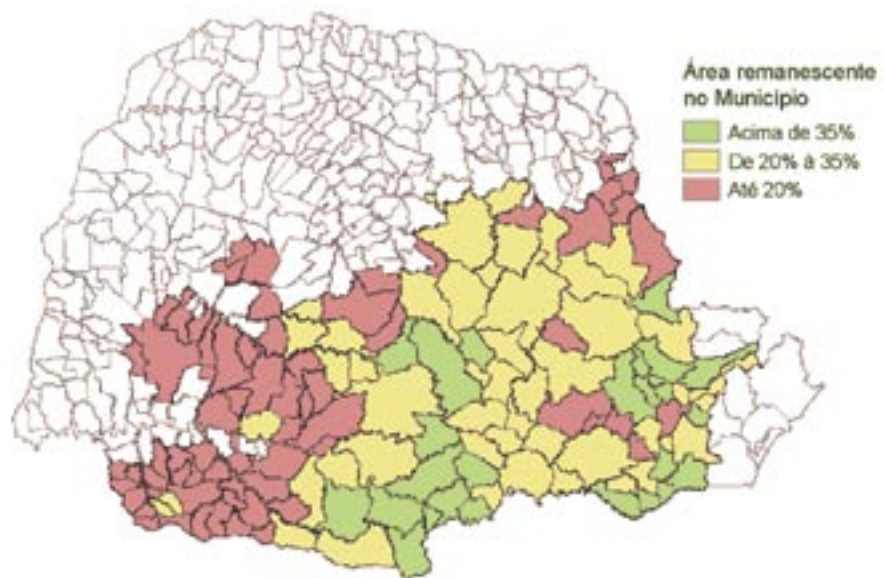 Área remanescente
no Município
Acima de 35%
De 20% à 35%
Até 20%